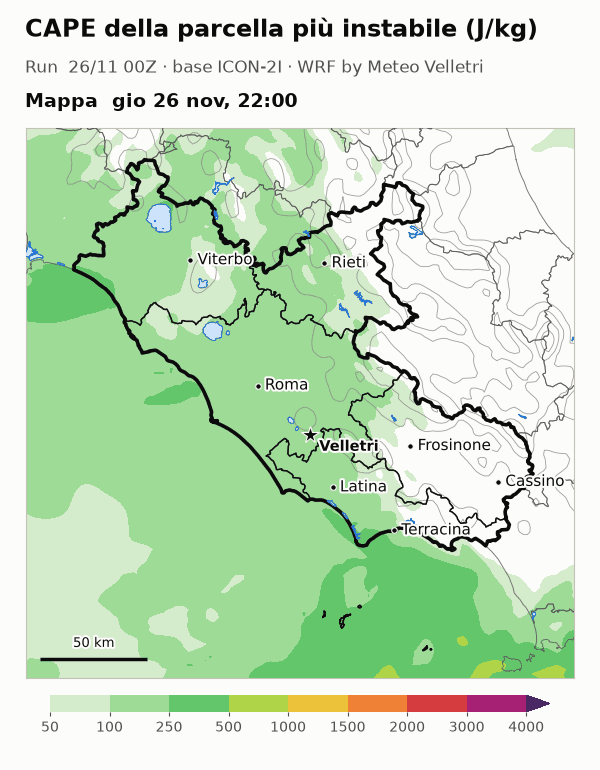 CAPE della parcella più instabile (J/kg)
Run  26/11 00Z · base ICON-2I · WRF by Meteo Velletri
Mappa  gio 26 nov, 22:00
Viterbo
Rieti
Roma
Velletri
Frosinone
Latina
Cassino
Terracina
50 km
50 100 250 500 1000 1500 2000 3000 4000